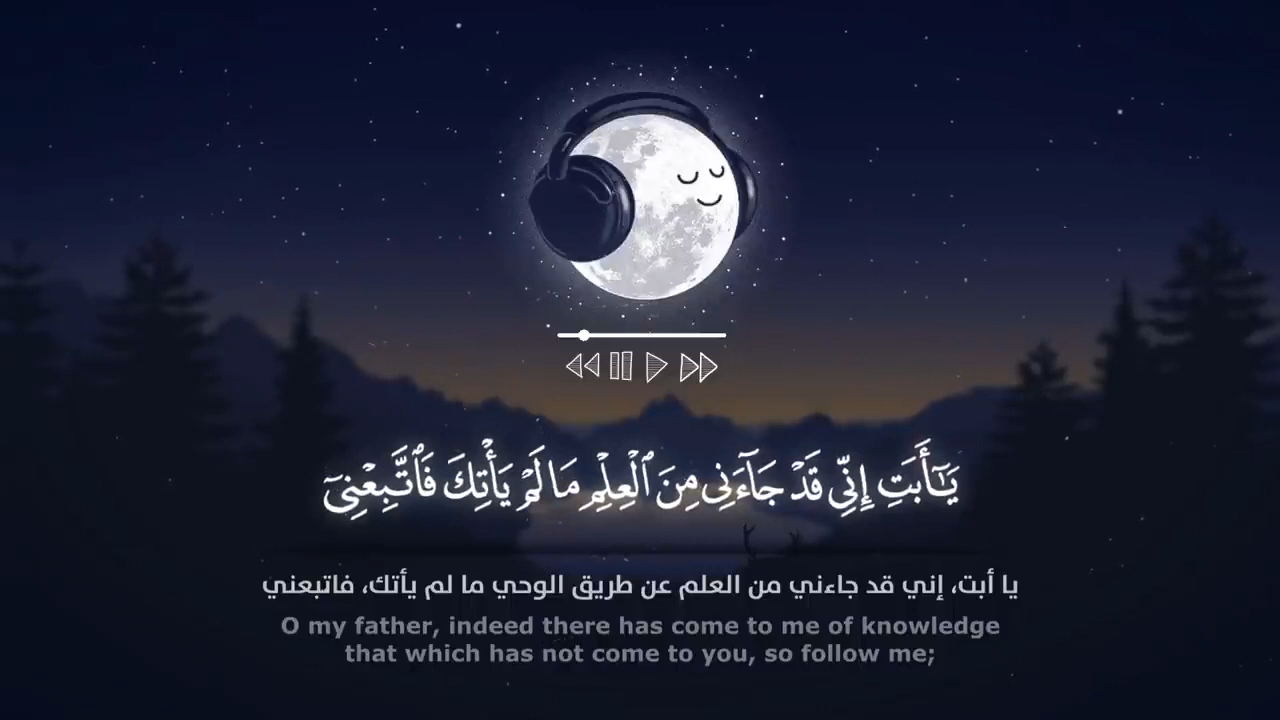 يَٰٓأَبَتِ إِنِّى قَدْ جَآءَنِى مِنَ ٱلْعِلْمِ مَا لَمْ يَأْتِكَ فَٱتَّبِعْنِىٓ
يا أبت، إني قد جاءني من العلم عن طريق الوحي ما لم يأتك، فاتبعني
O my father, indeed there has come to me of knowledge
that which has not come to you, so follow me;